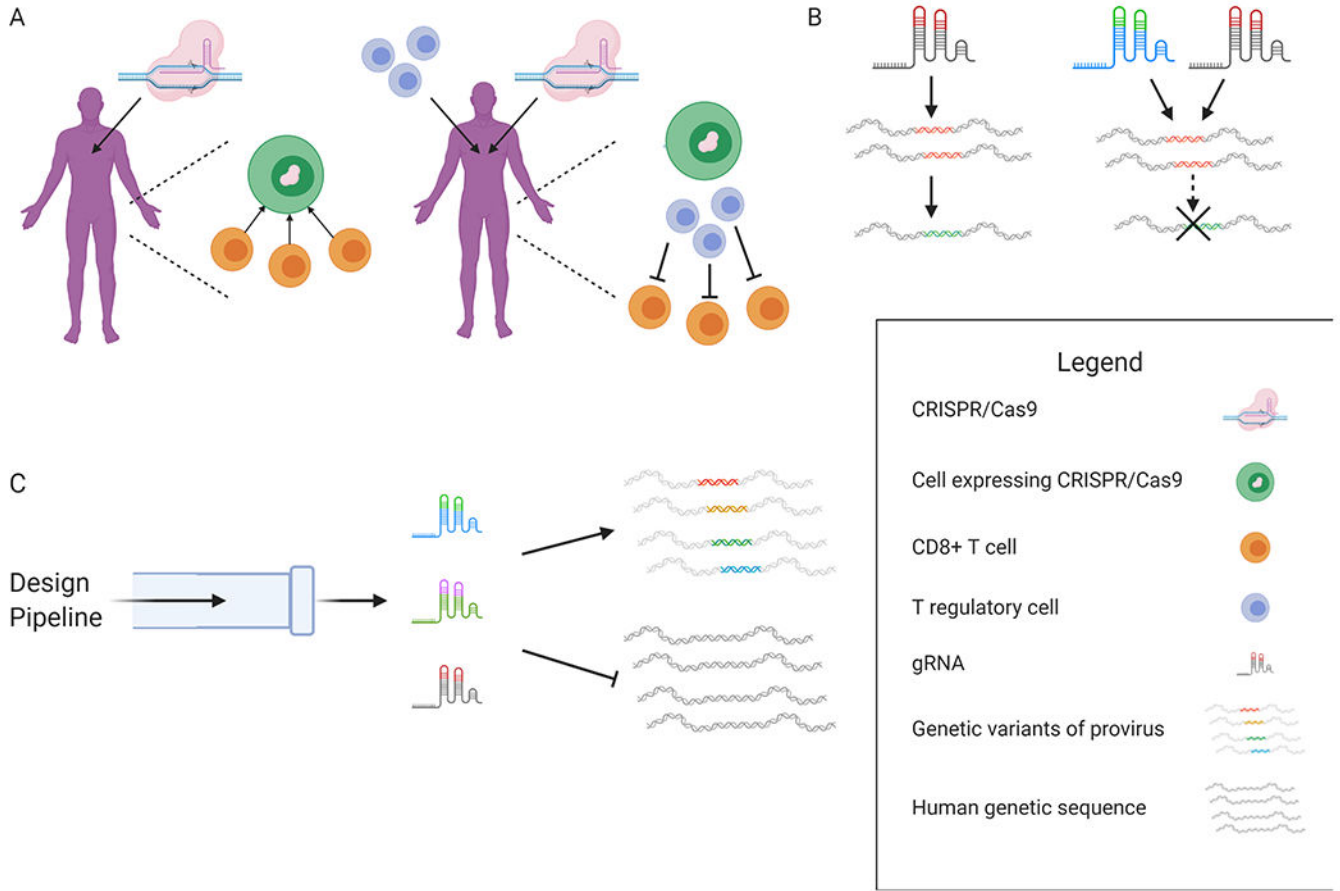 A
B
C
Design
Pipeline
Legend
CRISPR/Cas9
Cell expressing CRISPR/Cas9
CD8+ T cell
T regulatory cell
gRNA
Genetic variants of provirus
Human genetic sequence